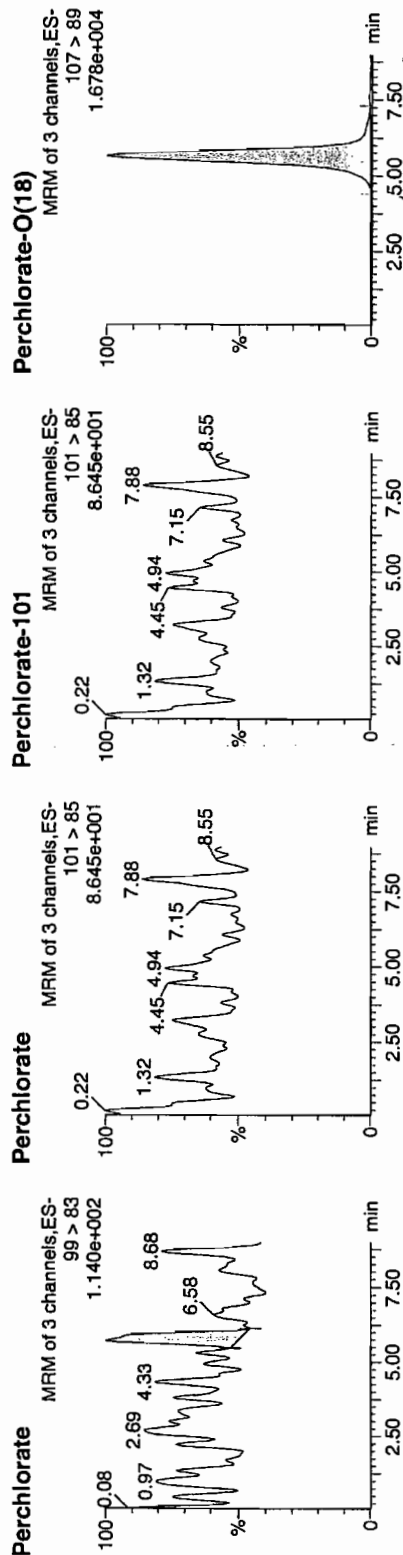 Perchlorate
MRM of 3 channels,ES-
99 > 83
1.140e+002
100
0.08
0.97
2.69
4.33
6.58
8.68
%
0
2.50
5.00
7.50
min
Perchlorate
MRM of 3 channels,ES-
101 > 85
8.645e+001
0.22
100
1.32
4.45
4.94
7.15
7.88
8.55
%
0
2.50
5.00
7.50
min
Perchlorate-101
MRM of 3 channels,ES-
101 > 85
8.645e+001
0.22
100
1.32
4.45
4.94
7.15
7.88
8.55
%
0
2.50
5.00
7.50
min
Perchlorate-O(18)
MRM of 3 channels,ES-
107 > 89
1.678e+004
100
%
0
2.50
5.00
7.50
min